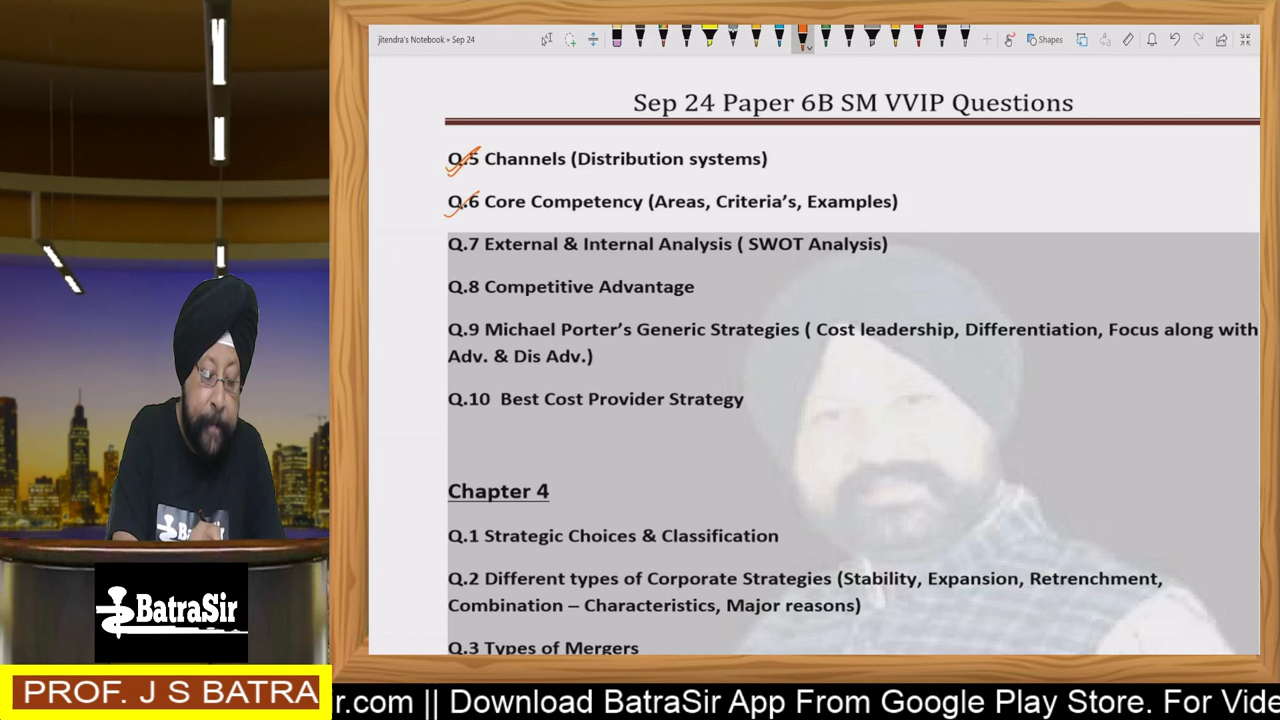 jitendra's Notebook » Sep 24
Shapes
Sep 24 Paper 6B SM VVIP Questions
Q.5 Channels (Distribution systems)
Q.6 Core Competency (Areas, Criteria's, Examples)
Q.7 External & Internal Analysis ( SWOT Analysis)
Q.8 Competitive Advantage
Q.9 Michael Porter's Generic Strategies ( Cost leadership, Differentiation, Focus along with
Adv. & Dis Adv.)
Q.10 Best Cost Provider Strategy
Chapter 4
Q.1 Strategic Choices & Classification
Q.2 Different types of Corporate Strategies (Stability, Expansion, Retrenchment,
Combination – Characteristics, Major reasons)
Q.3 Types of Mergers
BatraSir
PROF. J S BATRA
ir.com || Download BatraSir App From Google Play Store. For Vide